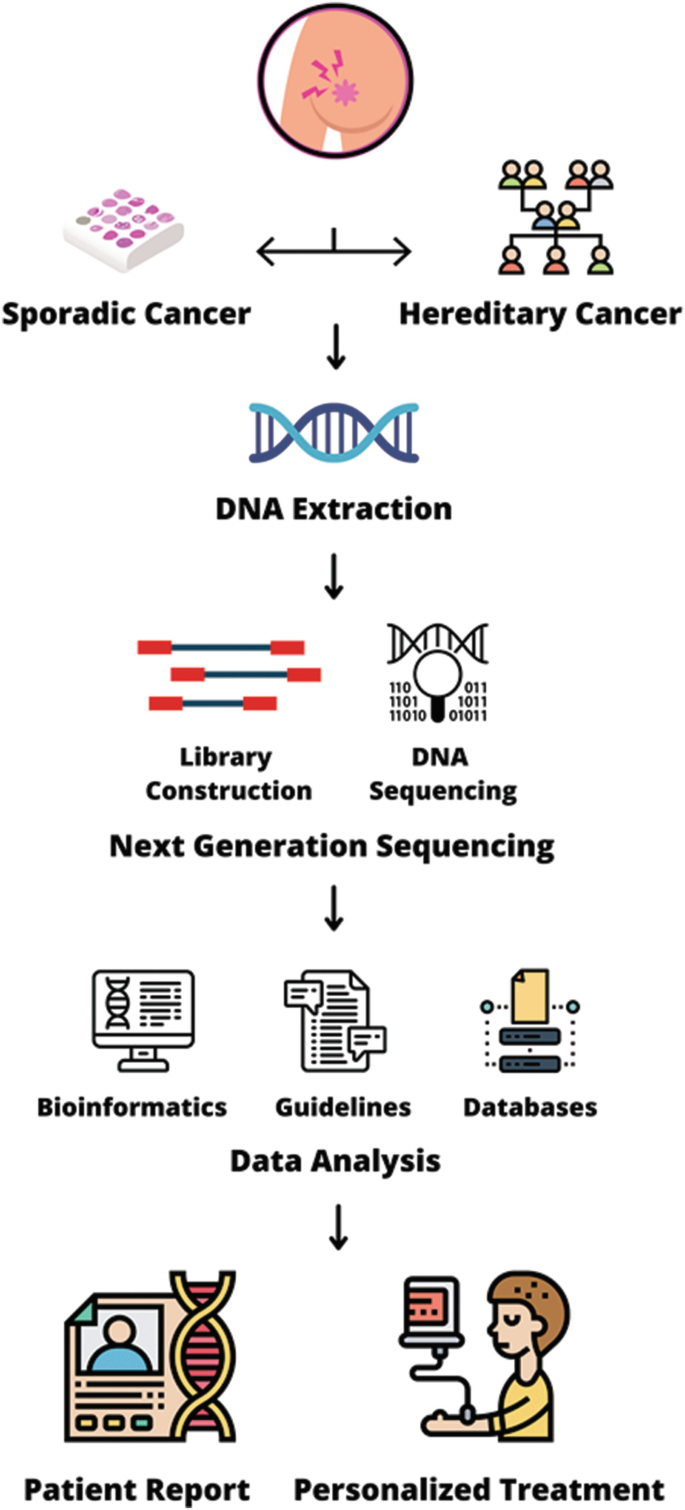 Sporadic Cancer
Hereditary Cancer
DNA Extraction
110
1101
11010
011
1011
01011
Library
Construction
DNA
Sequencing
Next Generation Sequencing
Bioinformatics
Guidelines
Databases
Data Analysis
Patient Report
Personalized Treatment